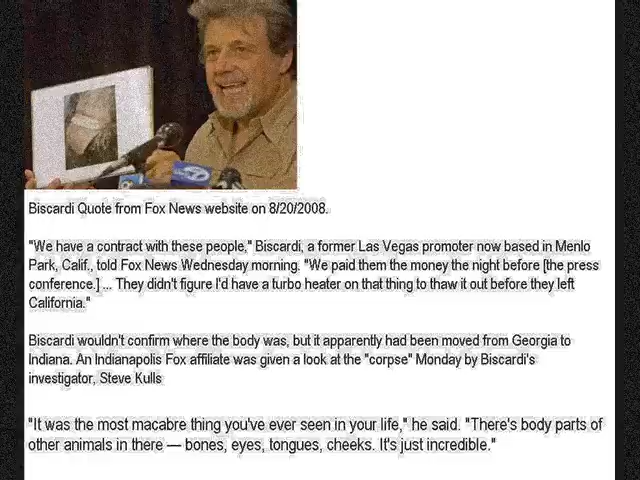 Biscardi Quote from Fox News website on 8/20/2008.
"We have a contract with these people," Biscardi, a former Las Vegas promoter now based in Menlo
Park, Calif., told Fox News Wednesday morning. "We paid them the money the night before [the press
conference.] ... They didn't figure I'd have a turbo heater on that thing to thaw it out before they left
California."
Biscardi wouldn't confirm where the body was, but it apparently had been moved from Georgia to
Indiana. An Indianapolis Fox affiliate was given a look at the "corpse" Monday by Biscardi's
investigator, Steve Kulls
"It was the most macabre thing you've ever seen in your life," he said. "There's body parts of
other animals in there — bones, eyes, tongues, cheeks. It's just incredible."